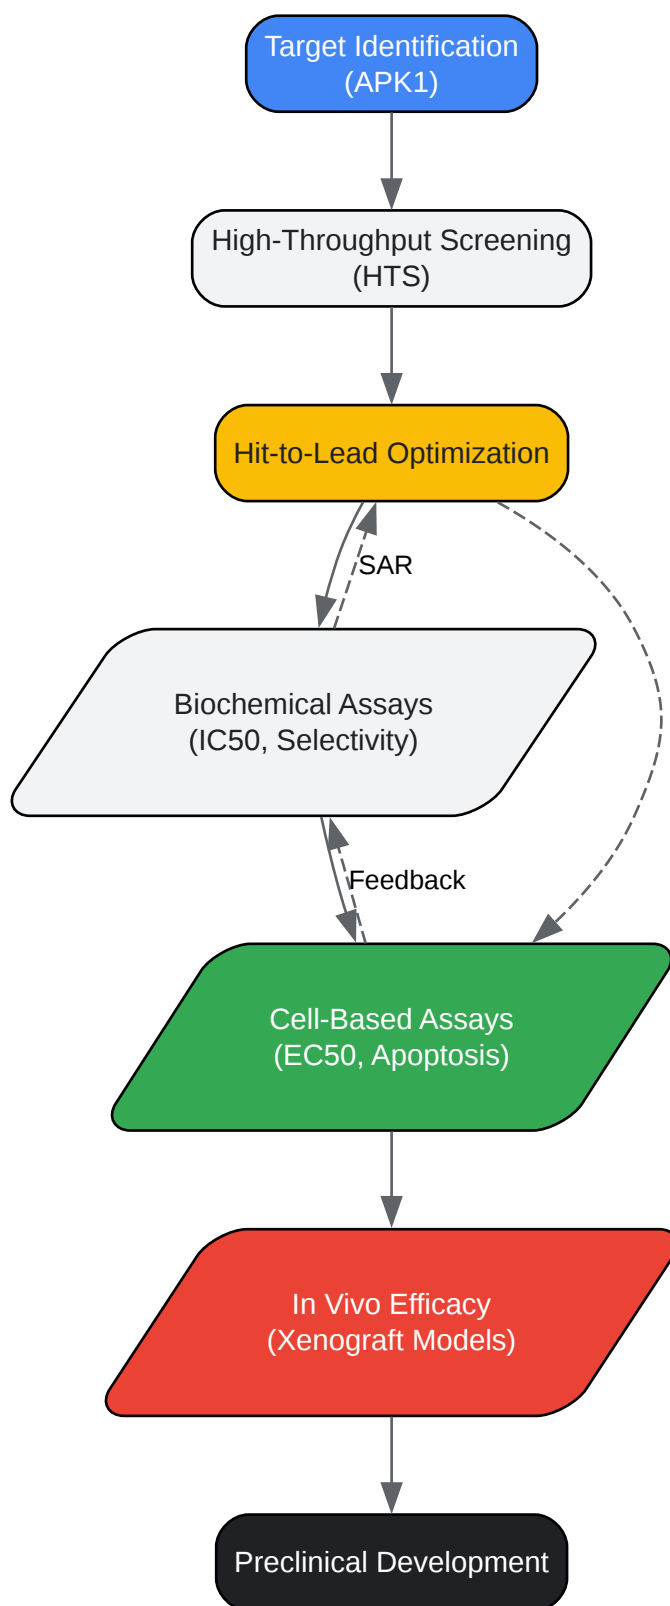 Target Identification
(APK1)
High-Throughput Screening
(HTS)
Hit-to-Lead Optimization
SAR
Biochemical Assays
(IC50, Selectivity)
Feedback
Cell-Based Assays
(EC50, Apoptosis)
In Vivo Efficacy
(Xenograft Models)
Preclinical Development